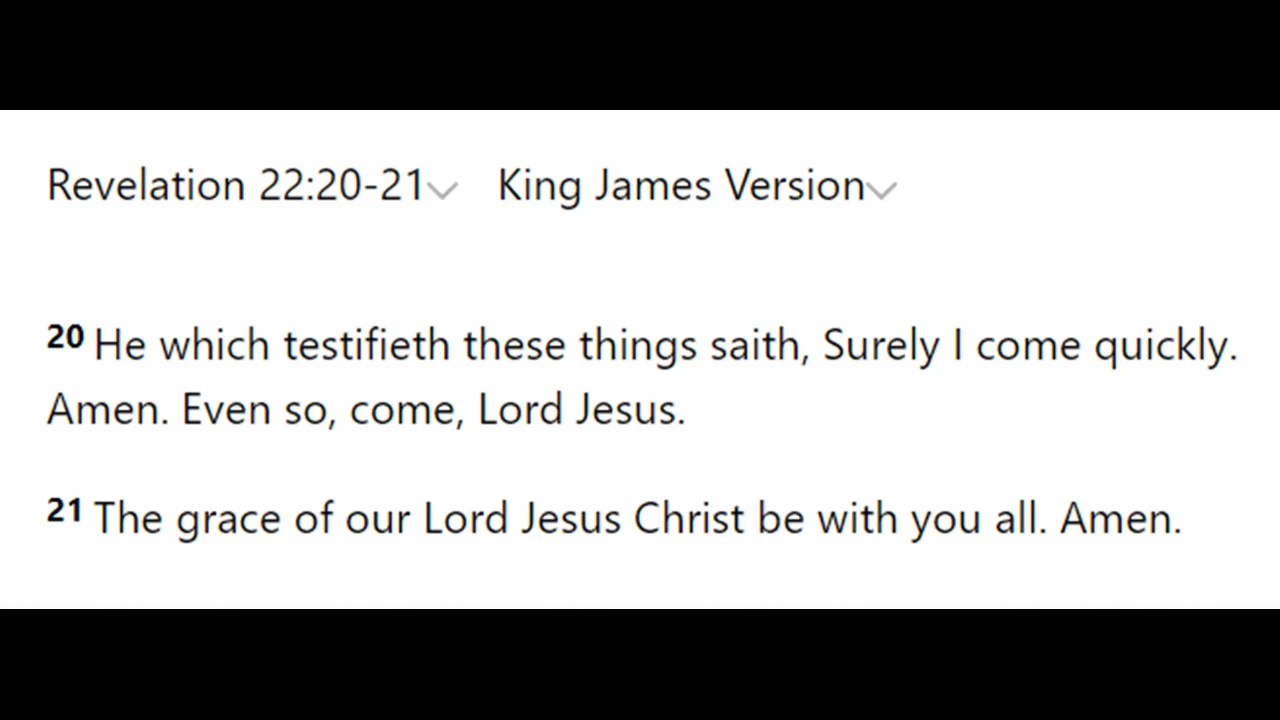 Revelation 22:20-21 King James Version
20 He which testifieth these things saith, Surely I come quickly.
Amen. Even so, come, Lord Jesus.
21 The grace of our Lord Jesus Christ be with you all. Amen.